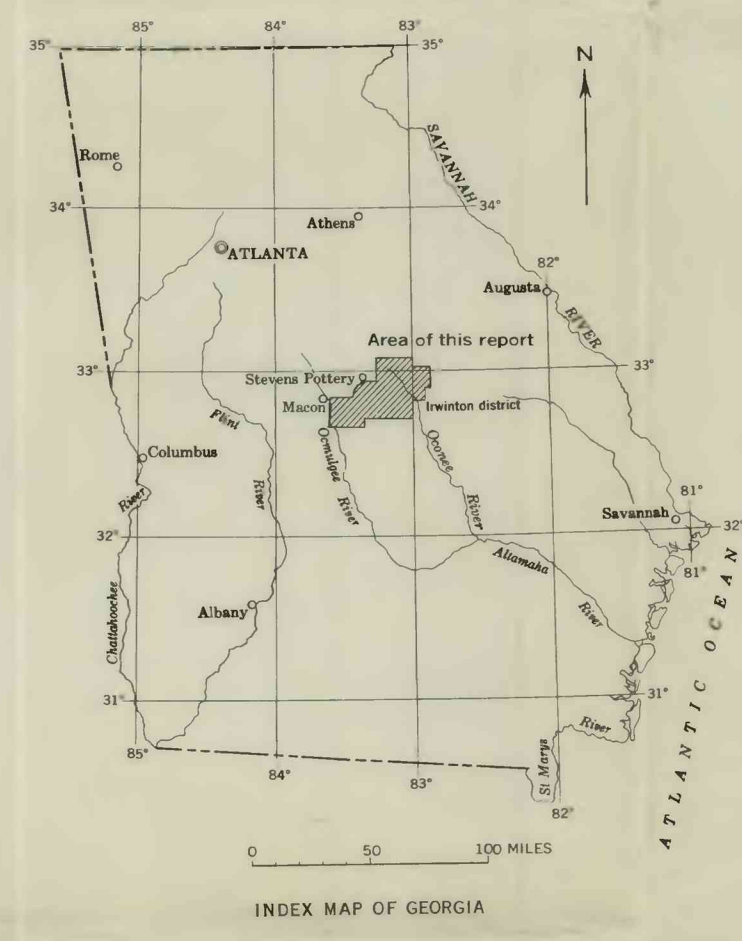 85°
84°
83°
35°
35°
N
SAVANNAH
Rome
34°
34°
Athens
ATLANTA
82°
Augusta
RIVER
Area of this report
33°
33°
Stevens Pottery
Macon
Irwinton district
Flint
Ocmulgee
Oconee
Columbus
River
River
River
River
81°
Savannah
32°
32°
Altamaha
81°
Albany
River
Chattahoochee
ATLANTIC OCEAN
31°
31°
River
St Marys
85°
84°
83°
82°
0 50 100 MILES
INDEX MAP OF GEORGIA